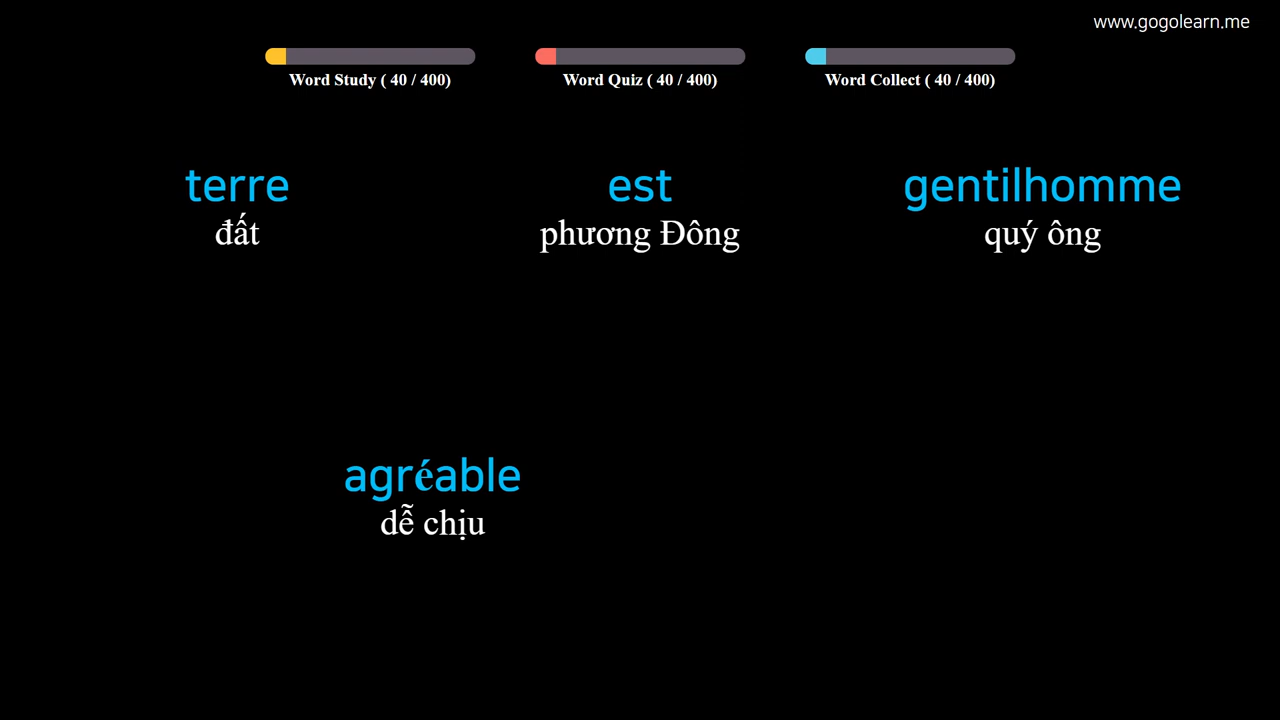 www.gogolearn.me
Word Study ( 40 / 400)
Word Quiz ( 40 / 400)
Word Collect ( 40 / 400)
terre
đất
est
phương Đông
gentilhomme
quý ông
agréable
dễ chịu